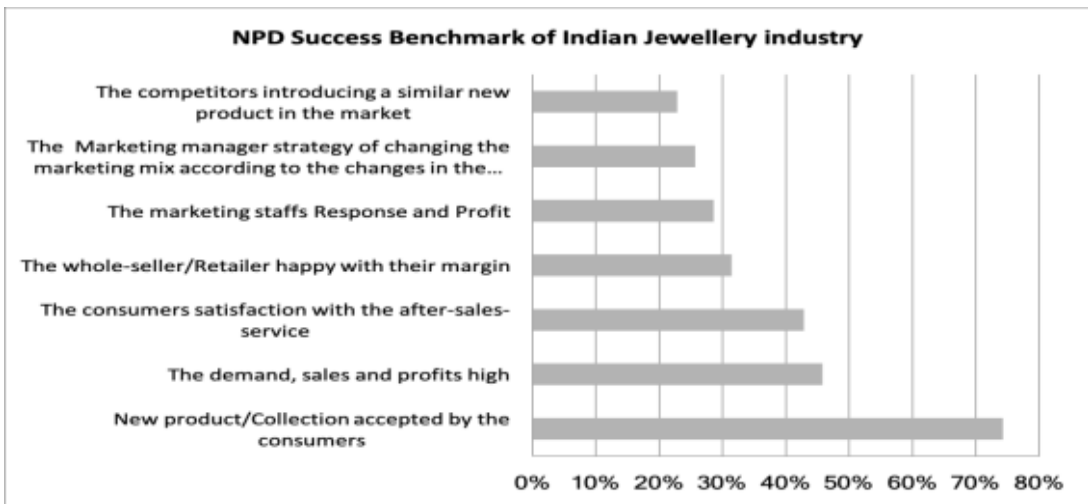 NPD Success Benchmark of Indian Jewellery industry
The competitors introducing a similar new
product in the market
The Marketing manager strategy of changing the
marketing mix according to the changes in the...
The marketing staffs Response and Profit
The whole-seller/Retailer happy with their margin
The consumers satisfaction with the after-sales-
service
The demand, sales and profits high
New product/Collection accepted by the
consumers
0% 10% 20% 30% 40% 50% 60% 70% 80%